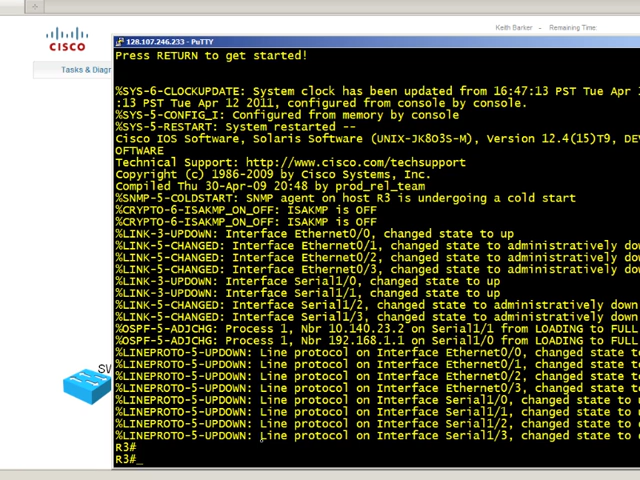 Keith Barker - Remaining Time:
CISCO
128.107.246.233 - PuTTY
Tasks & Diagr
Press RETURN to get started!
%SYS-6-CLOCKUPDATE: System clock has been updated from 16:47:13 PST Tue Apr 1
:13 PST Tue Apr 12 2011, configured from console by console.
%SYS-5-CONFIG_I: Configured from memory by console
%SYS-5-RESTART: System restarted --
Cisco IOS Software, Solaris Software (UNIX-JK8O3S-M), Version 12.4(15)T9, DEV
OFTWARE
Technical Support: http://www.cisco.com/techsupport
Copyright (c) 1986-2009 by Cisco Systems, Inc.
Compiled Thu 30-Apr-09 20:48 by prod_rel_team
%SNMP-5-COLDSTART: SNMP agent on host R3 is undergoing a cold start
%CRYPTO-6-ISAKMP_ON_OFF: ISAKMP is OFF
%CRYPTO-6-ISAKMP_ON_OFF: ISAKMP is OFF
%LINK-3-UPDOWN: Interface Ethernet0/0, changed state to up
%LINK-5-CHANGED: Interface Ethernet0/1, changed state to administratively dow
%LINK-5-CHANGED: Interface Ethernet0/2, changed state to administratively dow
%LINK-5-CHANGED: Interface Ethernet0/3, changed state to administratively dow
%LINK-3-UPDOWN: Interface Serial1/0, changed state to up
%LINK-3-UPDOWN: Interface Serial1/1, changed state to up
%LINK-5-CHANGED: Interface Serial1/2, changed state to administratively down
%LINK-5-CHANGED: Interface Serial1/3, changed state to administratively down
%OSPF-5-ADJCHG: Process 1, Nbr 10.140.23.2 on Serial1/1 from LOADING to FULL,
%OSPF-5-ADJCHG: Process 1, Nbr 192.168.1.1 on Serial1/0 from LOADING to FULL,
%LINEPROTO-5-UPDOWN: Line protocol on Interface Ethernet0/0, changed state to
%LINEPROTO-5-UPDOWN: Line protocol on Interface Ethernet0/1, changed state to
%LINEPROTO-5-UPDOWN: Line protocol on Interface Ethernet0/2, changed state to
%LINEPROTO-5-UPDOWN: Line protocol on Interface Ethernet0/3, changed state to
%LINEPROTO-5-UPDOWN: Line protocol on Interface Serial1/0, changed state to u
%LINEPROTO-5-UPDOWN: Line protocol on Interface Serial1/1, changed state to u
%LINEPROTO-5-UPDOWN: Line protocol on Interface Serial1/2, changed state to d
%LINEPROTO-5-UPDOWN: Line protocol on Interface Serial1/3, changed state to d
R3#
R3#_
SW